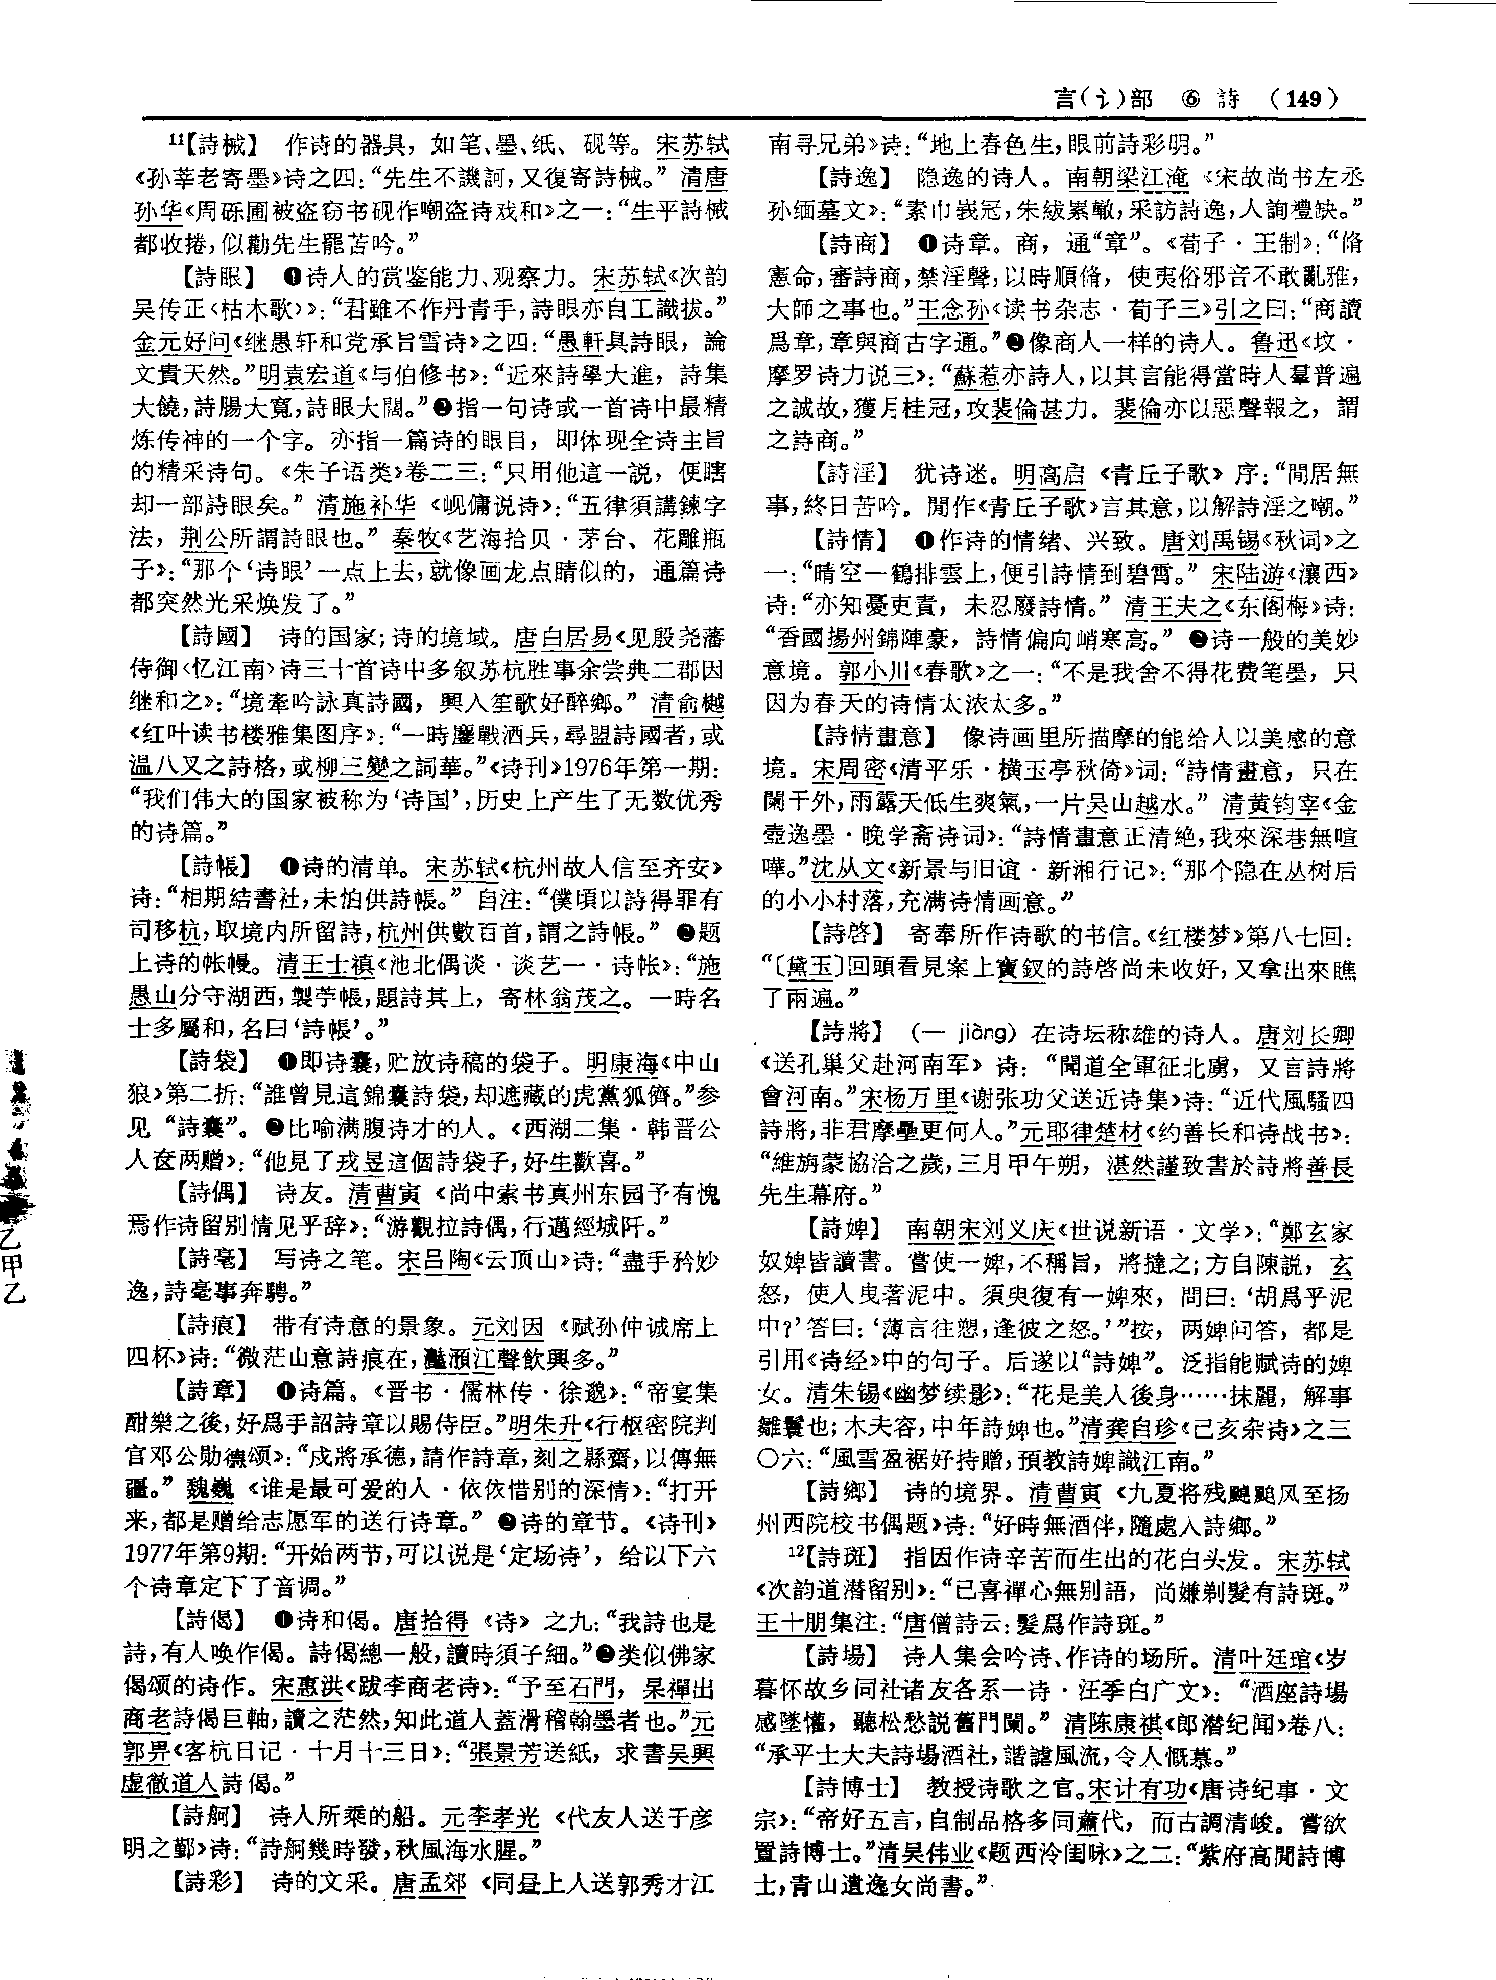 言(讠)部 ⑥ 詩 (149)
¹¹【詩械】 作诗的器具，如笔、墨、纸、砚等。宋苏轼
《孙莘老寄墨》诗之四：“先生不譏訶，又復寄詩械。” 清唐
孙华《周砾圃被盗窃书砚作嘲盗诗戏和》之一：“生平詩械
都收捲，似勸先生罷苦吟。”
【詩眼】 ❶诗人的赏鉴能力、观察力。宋苏轼《次韵
吴传正〈枯木歌〉》：“君雖不作丹青手，詩眼亦自工識拔。”
金元好问《继愚轩和党承旨雪诗》之四：“愚軒具詩眼，論
文貴天然。”明袁宏道《与伯修书》：“近來詩學大進，詩集
大饒，詩腸大寬，詩眼大闊。”❷指一句诗或一首诗中最精
炼传神的一个字。亦指一篇诗的眼目，即体现全诗主旨
的精采诗句。《朱子语类》卷二三：“只用他這一説，便瞎
却一部詩眼矣。” 清施补华《岘傭说诗》：“五律須講鍊字
法，荆公所謂詩眼也。” 秦牧《艺海拾贝·茅台、花雕瓶
子》：“那个‘诗眼’一点上去，就像画龙点睛似的，通篇诗
都突然光采焕发了。”
【詩國】 诗的国家；诗的境域。唐白居易《见殷尧藩
侍御〈忆江南〉诗三十首诗中多叙苏杭胜事余尝典二郡因
继和之》：“境牽吟詠真詩國，興入笙歌好醉鄉。” 清俞樾
《红叶读书楼雅集图序》：“一時鏖戰酒兵，尋盟詩國者，或
温八叉之詩格，或柳三變之詞華。”《诗刊》1976年第一期：
“我们伟大的国家被称为‘诗国’，历史上产生了无数优秀
的诗篇。”
【詩帳】 ❶诗的清单。宋苏轼《杭州故人信至齐安》
诗：“相期結書社，未怕供詩帳。” 自注：“僕頃以詩得罪有
司移杭，取境内所留詩，杭州供數百首，謂之詩帳。” ❷题
上诗的帐幔。清王士禛《池北偶谈·谈艺一·诗帐》：“施
愚山分守湖西，製苧帳，題詩其上，寄林翁茂之。一時名
士多屬和，名曰‘詩帳’。”
【詩袋】 ❶即诗囊，贮放诗稿的袋子。明康海《中山
狼》第二折：“誰曾見這錦囊詩袋，却遮藏的虎黨狐儕。”参
见“詩囊”。❷比喻满腹诗才的人。《西湖二集·韩晋公
人奁两赠》：“他見了戎昱這個詩袋子，好生歡喜。”
【詩偶】 诗友。清曹寅《尚中索书真州东园予有愧
焉作诗留别情见乎辞》：“游觀拉詩偶，行邁經城阡。”
【詩毫】 写诗之笔。宋吕陶《云顶山》诗：“盡手矜妙
逸，詩毫事奔騁。”
【詩痕】 带有诗意的景象。元刘因《赋孙仲诚席上
四杯》诗：“微茫山意詩痕在，灩澦江聲飲興多。”
【詩章】 ❶诗篇。《晋书·儒林传·徐邈》：“帝宴集
酣樂之後，好爲手詔詩章以賜侍臣。”明朱升《行枢密院判
官邓公勋德颂》：“戍將承德，請作詩章，刻之縣齋，以傳無
疆。” 魏巍《谁是最可爱的人·依依惜别的深情》：“打开
来，都是赠给志愿军的送行诗章。” ❷诗的章节。《诗刊》
1977年第9期：“开始两节，可以说是‘定场诗’，给以下六
个诗章定下了音调。”
【詩偈】 ❶诗和偈。唐拾得《诗》之九：“我詩也是
詩，有人唤作偈。詩偈總一般，讀時須子細。”❷类似佛家
偈颂的诗作。宋惠洪《跋李商老诗》：“予至石門，杲禪出
商老詩偈巨軸，讀之茫然，知此道人蓋滑稽翰墨者也。”元
郭畀《客杭日记·十月十三日》：“張景芳送紙，求書吴興
虚徹道人詩偈。”
【詩舸】 诗人所乘的船。元李孝光《代友人送于彦
明之鄞》诗：“詩舸幾時發，秋風海水腥。”
【詩彩】 诗的文采。唐孟郊《同昼上人送郭秀才江
南寻兄弟》诗：“地上春色生，眼前詩彩明。”
【詩逸】 隐逸的诗人。南朝梁江淹《宋故尚书左丞
孙缅墓文》：“素巾峩冠，朱紱累轍，采訪詩逸，人詢禮缺。”
【詩商】 ❶诗章。商，通“章”。《荀子·王制》：“脩
憲命，審詩商，禁淫聲，以時順脩，使夷俗邪音不敢亂雅，
大師之事也。”王念孙《读书杂志·荀子三》引之曰：“商讀
爲章，章與商古字通。”❷像商人一样的诗人。鲁迅《坟·
摩罗诗力说三》：“蘇惹亦詩人，以其言能得當時人羣普遍
之誠故，獲月桂冠，攻裴倫甚力。裴倫亦以惡聲報之，謂
之詩商。”
【詩淫】 犹诗迷。明高启《青丘子歌》序：“閒居無
事，終日苦吟。閒作《青丘子歌》言其意，以解詩淫之嘲。”
【詩情】 ❶作诗的情绪、兴致。唐刘禹锡《秋词》之
一：“晴空一鶴排雲上，便引詩情到碧霄。” 宋陆游《瀼西》
诗：“亦知憂吏責，未忍廢詩情。” 清王夫之《东阁梅》诗：
“香國揚州錦陣豪，詩情偏向峭寒高。” ❷诗一般的美妙
意境。郭小川《春歌》之一：“不是我舍不得花费笔墨，只
因为春天的诗情太浓太多。”
【詩情畫意】 像诗画里所描摩的能给人以美感的意
境。宋周密《清平乐·横玉亭秋倚》词：“詩情畫意，只在
闌干外，雨露天低生爽氣，一片吴山越水。” 清黄钧宰《金
壶逸墨·晚学斋诗词》：“詩情畫意正清絶，我來深巷無喧
嘩。”沈从文《新景与旧谊·新湘行记》：“那个隐在丛树后
的小小村落，充满诗情画意。”
【詩啓】 寄奉所作诗歌的书信。《红楼梦》第八七回：
“〔黛玉〕回頭看見案上寶釵的詩啓尚未收好，又拿出來瞧
了兩遍。”
【詩將】 （一 jiàng）在诗坛称雄的诗人。唐刘长卿
《送孔巢父赴河南军》诗：“聞道全軍征北虜，又言詩將
會河南。”宋杨万里《谢张功父送近诗集》诗：“近代風騷四
詩將，非君摩壘更何人。”元耶律楚材《约善长和诗战书》：
“維旃蒙協洽之歲，三月甲午朔，湛然謹致書於詩將善長
先生幕府。”
【詩婢】 南朝宋刘义庆《世说新语·文学》：“鄭玄家
奴婢皆讀書。嘗使一婢，不稱旨，將撻之；方自陳説，玄
怒，使人曳著泥中。須臾復有一婢來，問曰：‘胡爲乎泥
中？’答曰：‘薄言往愬，逢彼之怒。’”按，两婢问答，都是
引用《诗经》中的句子。后遂以“詩婢”。泛指能赋诗的婢
女。清朱锡《幽梦续影》：“花是美人後身……抹麗，解事
雛鬟也；木夫容，中年詩婢也。”清龚自珍《己亥杂诗》之三
〇六：“風雪盈裾好持贈，預教詩婢識江南。”
【詩鄉】 诗的境界。清曹寅《九夏将残飓风至扬
州西院校书偶题》诗：“好時無酒伴，隨處入詩鄉。”
¹²【詩斑】 指因作诗辛苦而生出的花白头发。宋苏轼
《次韵道潜留别》：“已喜禪心無别語，尚嫌剃髮有詩斑。”
王十朋集注：“唐僧詩云：髮爲作詩斑。”
【詩場】 诗人集会吟诗、作诗的场所。清叶廷琯《岁
暮怀故乡同社诸友各系一诗·汪季白广文》：“酒座詩場
感墜懽，聽松愁説舊門闌。” 清陈康祺《郎潜纪闻》卷八：
“承平士大夫詩場酒社，諧謔風流，令人慨慕。”
【詩博士】 教授诗歌之官。宋计有功《唐诗纪事·文
宗》：“帝好五言，自制品格多同肅代，而古調清峻。嘗欲
置詩博士。”清吴伟业《题西泠闺咏》之二：“紫府高閒詩博
士，青山遺逸女尚書。”
乙甲乙